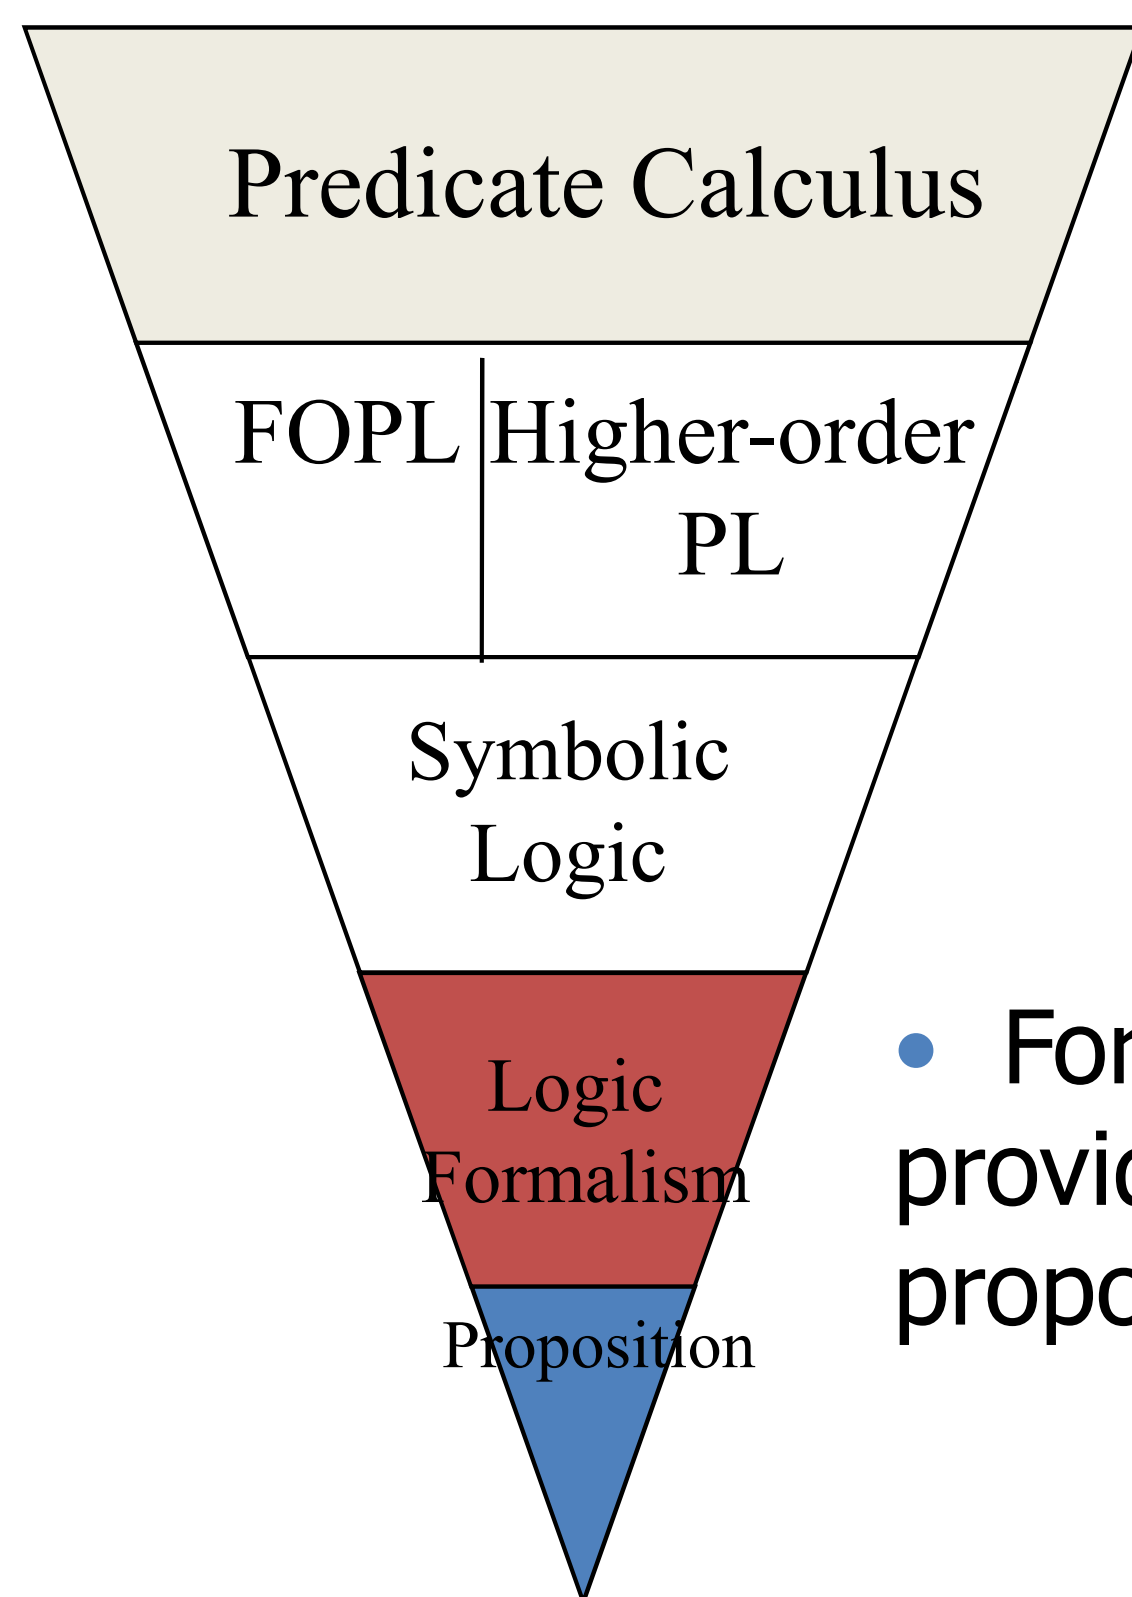 Predicate Calculus
FOPL
Higher-order
PL
Symbolic
Logic
Logic
Formalism
Proposition
•